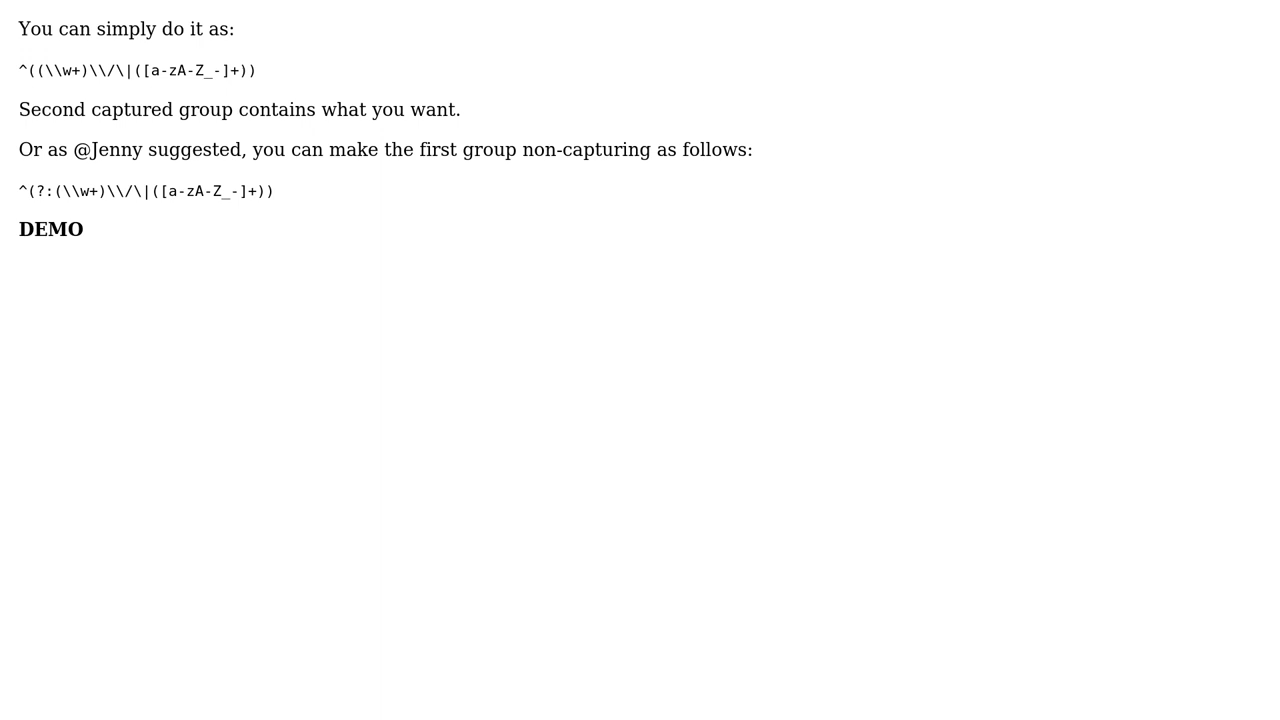 You can simply do it as:
^((\\w+)\\/\|([a-zA-Z_-]+))
Second captured group contains what you want.
Or as @Jenny suggested, you can make the first group non-capturing as follows:
^(?:(\\w+)\\/\|([a-zA-Z_-]+))
DEMO